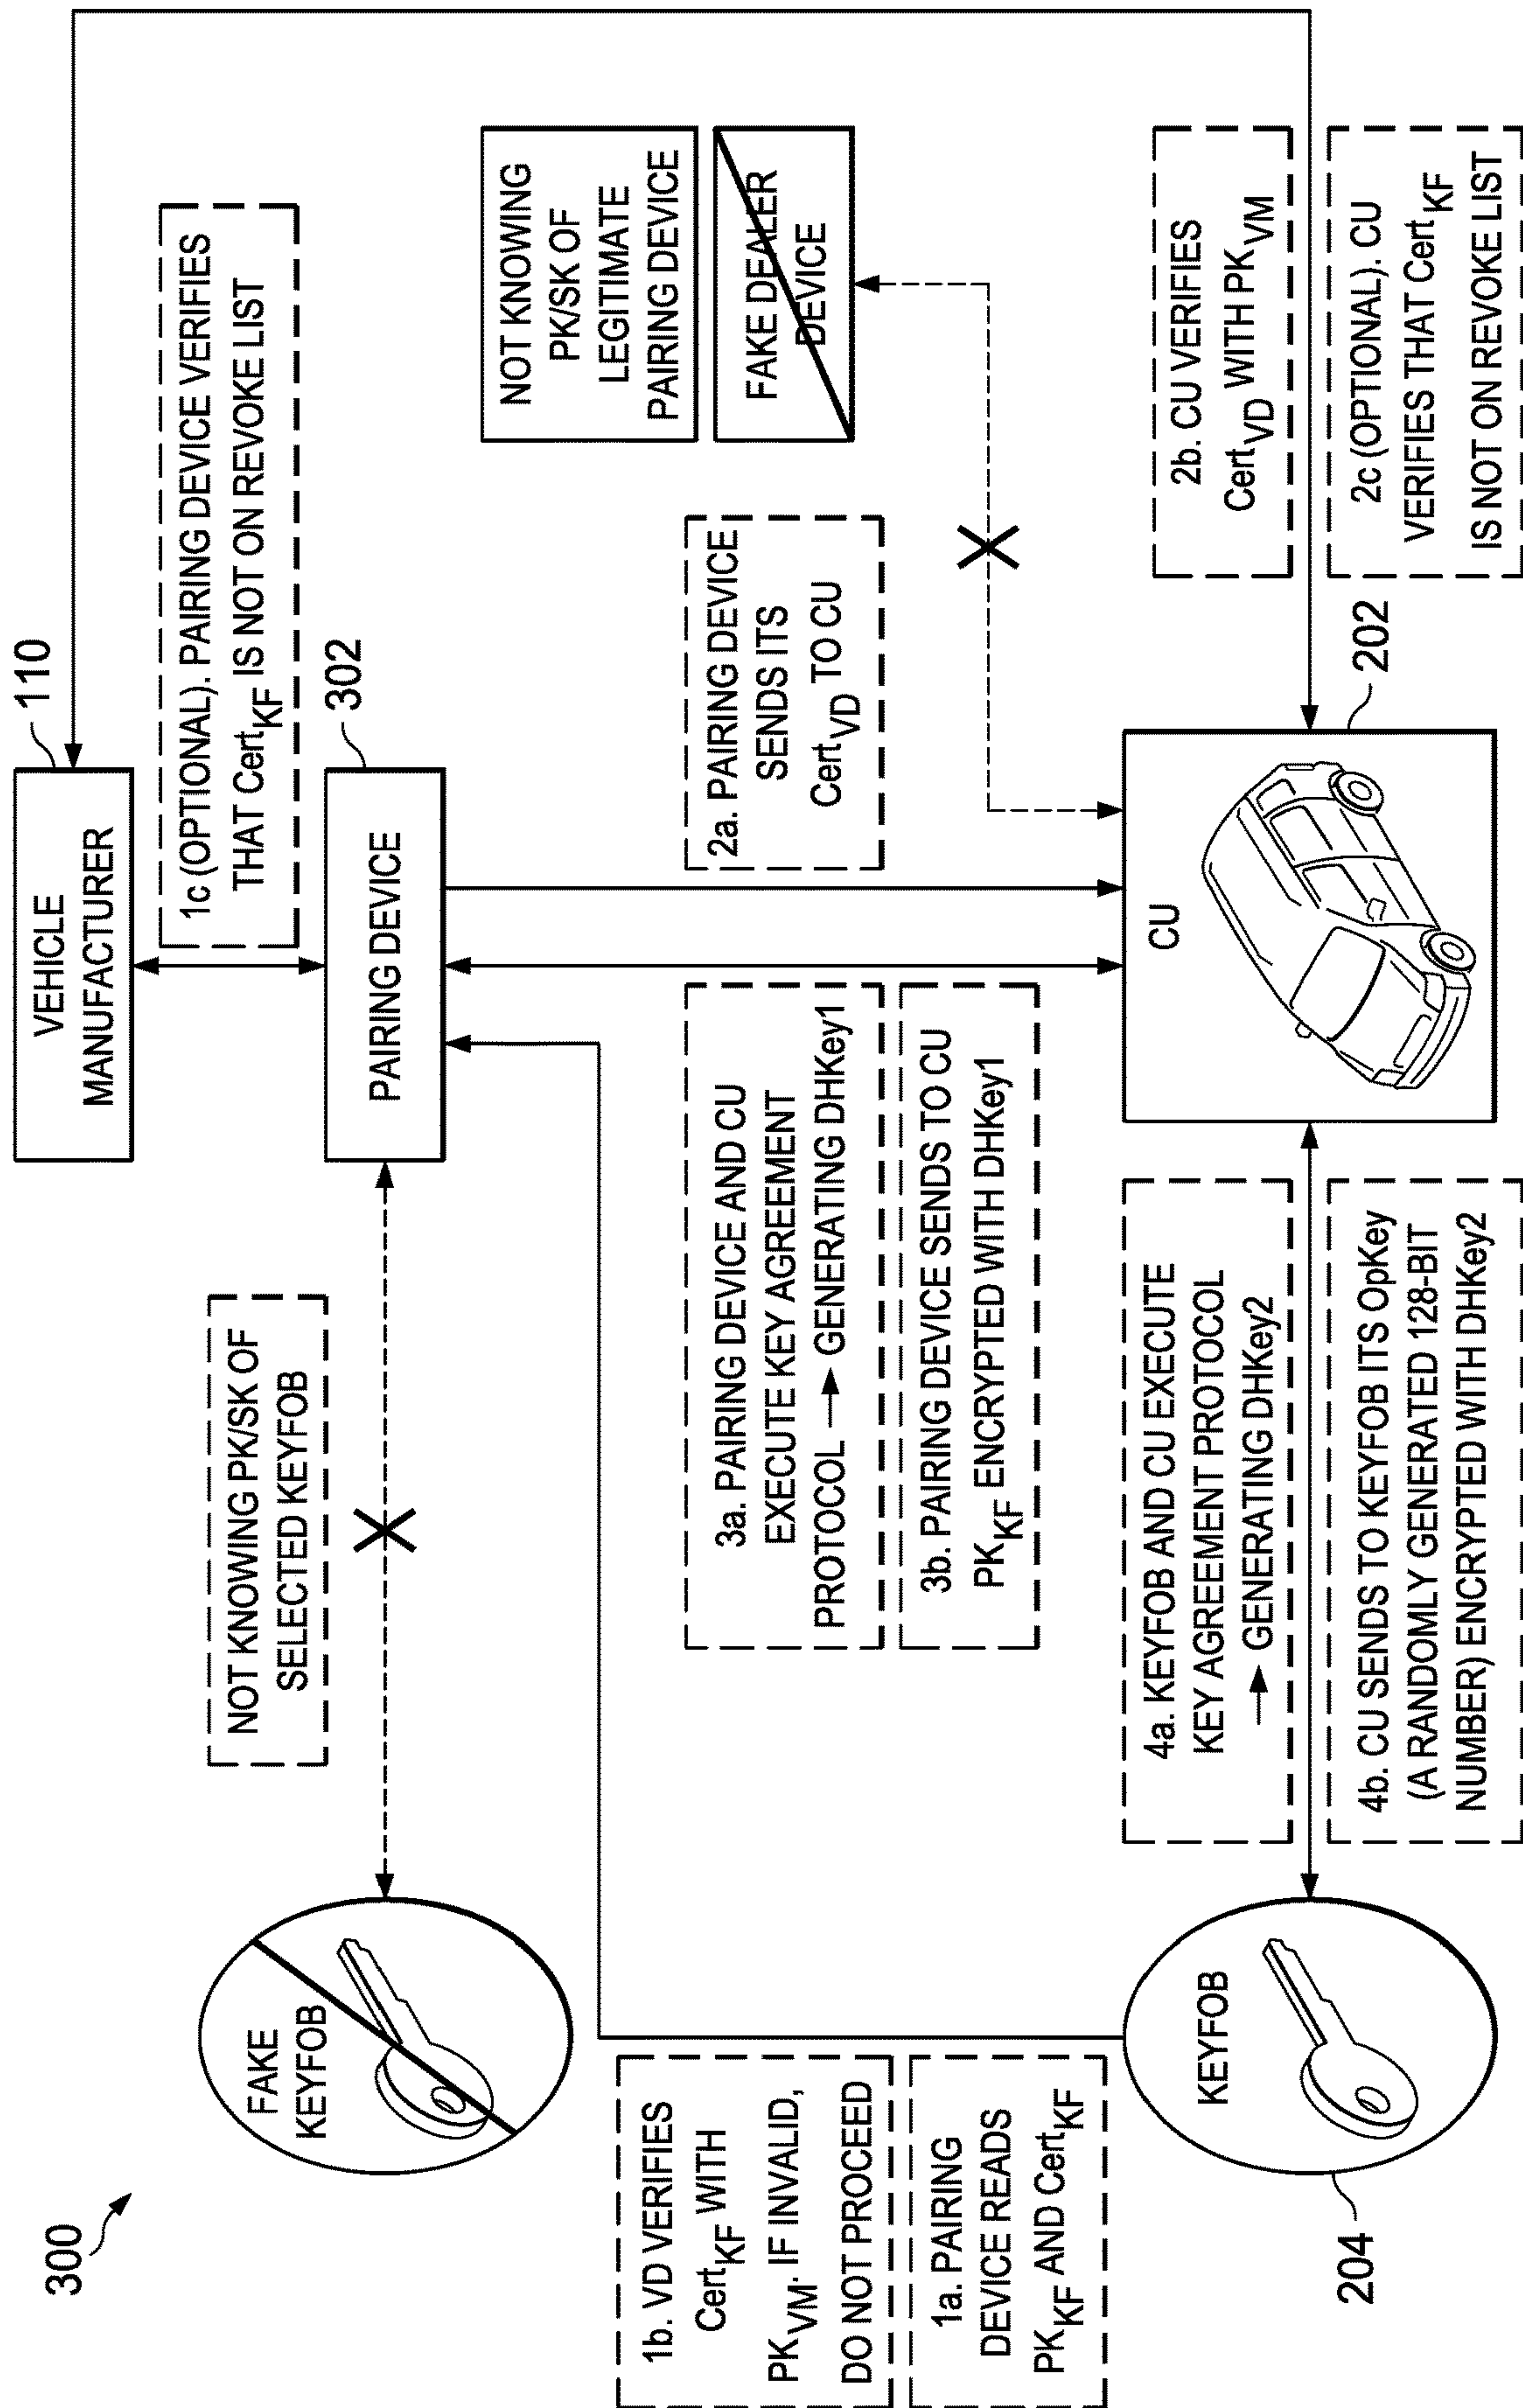 300
VEHICLE
MANUFACTURER
110
1c (OPTIONAL). PAIRING DEVICE VERIFIES
THAT CertKF IS NOT ON REVOKE LIST
FAKE
KEYFOB
NOT KNOWING PK/SK OF
SELECTED KEYFOB
PAIRING DEVICE
302
NOT KNOWING
PK/SK OF
LEGITIMATE
PAIRING DEVICE
FAKE DEALER
DEVICE
1b. VD VERIFIES
CertKF WITH
PKVM. IF INVALID,
DO NOT PROCEED
1a. PAIRING
DEVICE READS
PKKF AND CertKF
3a. PAIRING DEVICE AND CU
EXECUTE KEY AGREEMENT
PROTOCOL → GENERATING DHKey1
3b. PAIRING DEVICE SENDS TO CU
PKKF ENCRYPTED WITH DHKey1
2a. PAIRING DEVICE
SENDS ITS
CertVD TO CU
KEYFOB
204
4a. KEYFOB AND CU EXECUTE
KEY AGREEMENT PROTOCOL
→ GENERATING DHKey2
4b. CU SENDS TO KEYFOB ITS OpKey
(A RANDOMLY GENERATED 128-BIT
NUMBER) ENCRYPTED WITH DHKey2
CU
202
2b. CU VERIFIES
CertVD WITH PKVM
2c (OPTIONAL). CU
VERIFIES THAT CertKF
IS NOT ON REVOKE LIST